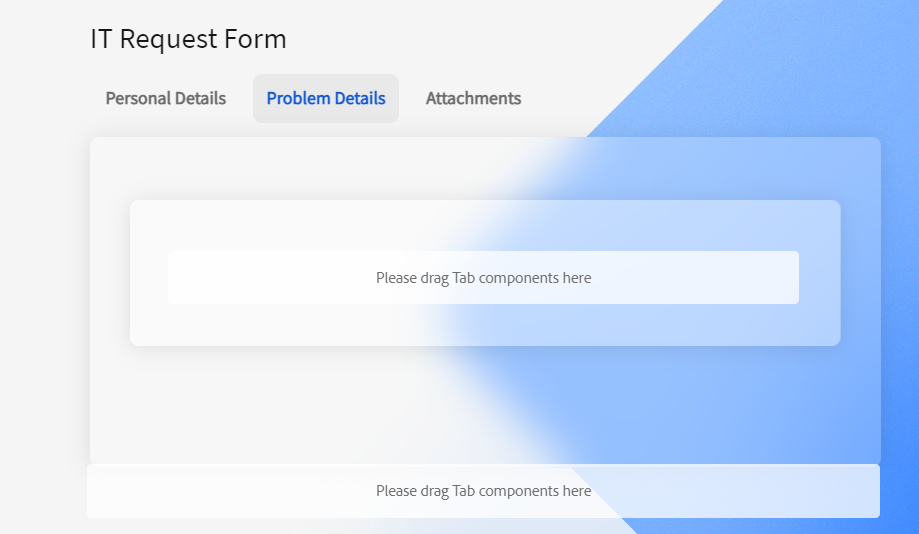 IT Request Form
Personal Details Problem Details Attachments
Please drag Tab components here
Please drag Tab components here